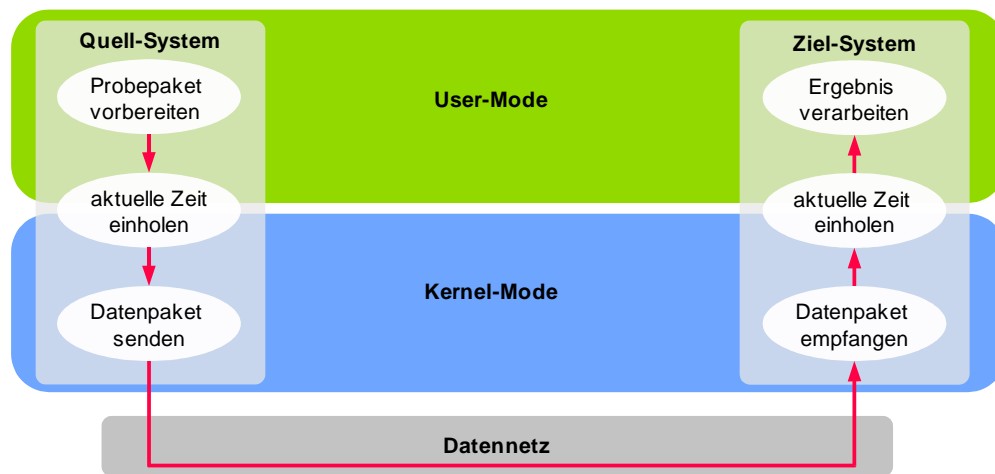 Quell-System
Probepaket
vorbereiten
aktuelle Zeit
einholen
Datenpaket
senden
User-Mode
Kernel-Mode
Datennetz
Ziel-System
Ergebnis
verarbeiten
aktuelle Zeit
einholen
Datenpaket
empfangen